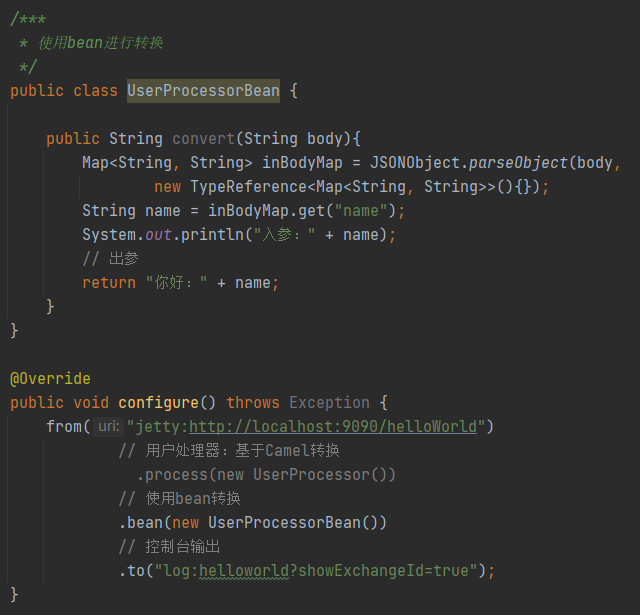 /***
 * 使用bean进行转换
 */
public class UserProcessorBean {
    public String convert(String body){
        Map<String, String> inBodyMap = JSONObject.parseObject(body,
                new TypeReference<Map<String, String>>(){});
        String name = inBodyMap.get("name");
        System.out.println("入参：" + name);
        // 出参
        return "你好：" + name;
    }
}
@Override
public void configure() throws Exception {
    from( uri: "jetty:http://localhost:9090/helloWorld")
            // 用户处理器：基于Camel转换
              .process(new UserProcessor())
            // 使用bean转换
            .bean(new UserProcessorBean())
            // 控制台输出
            .to("log:helloworld?showExchangeId=true");
}